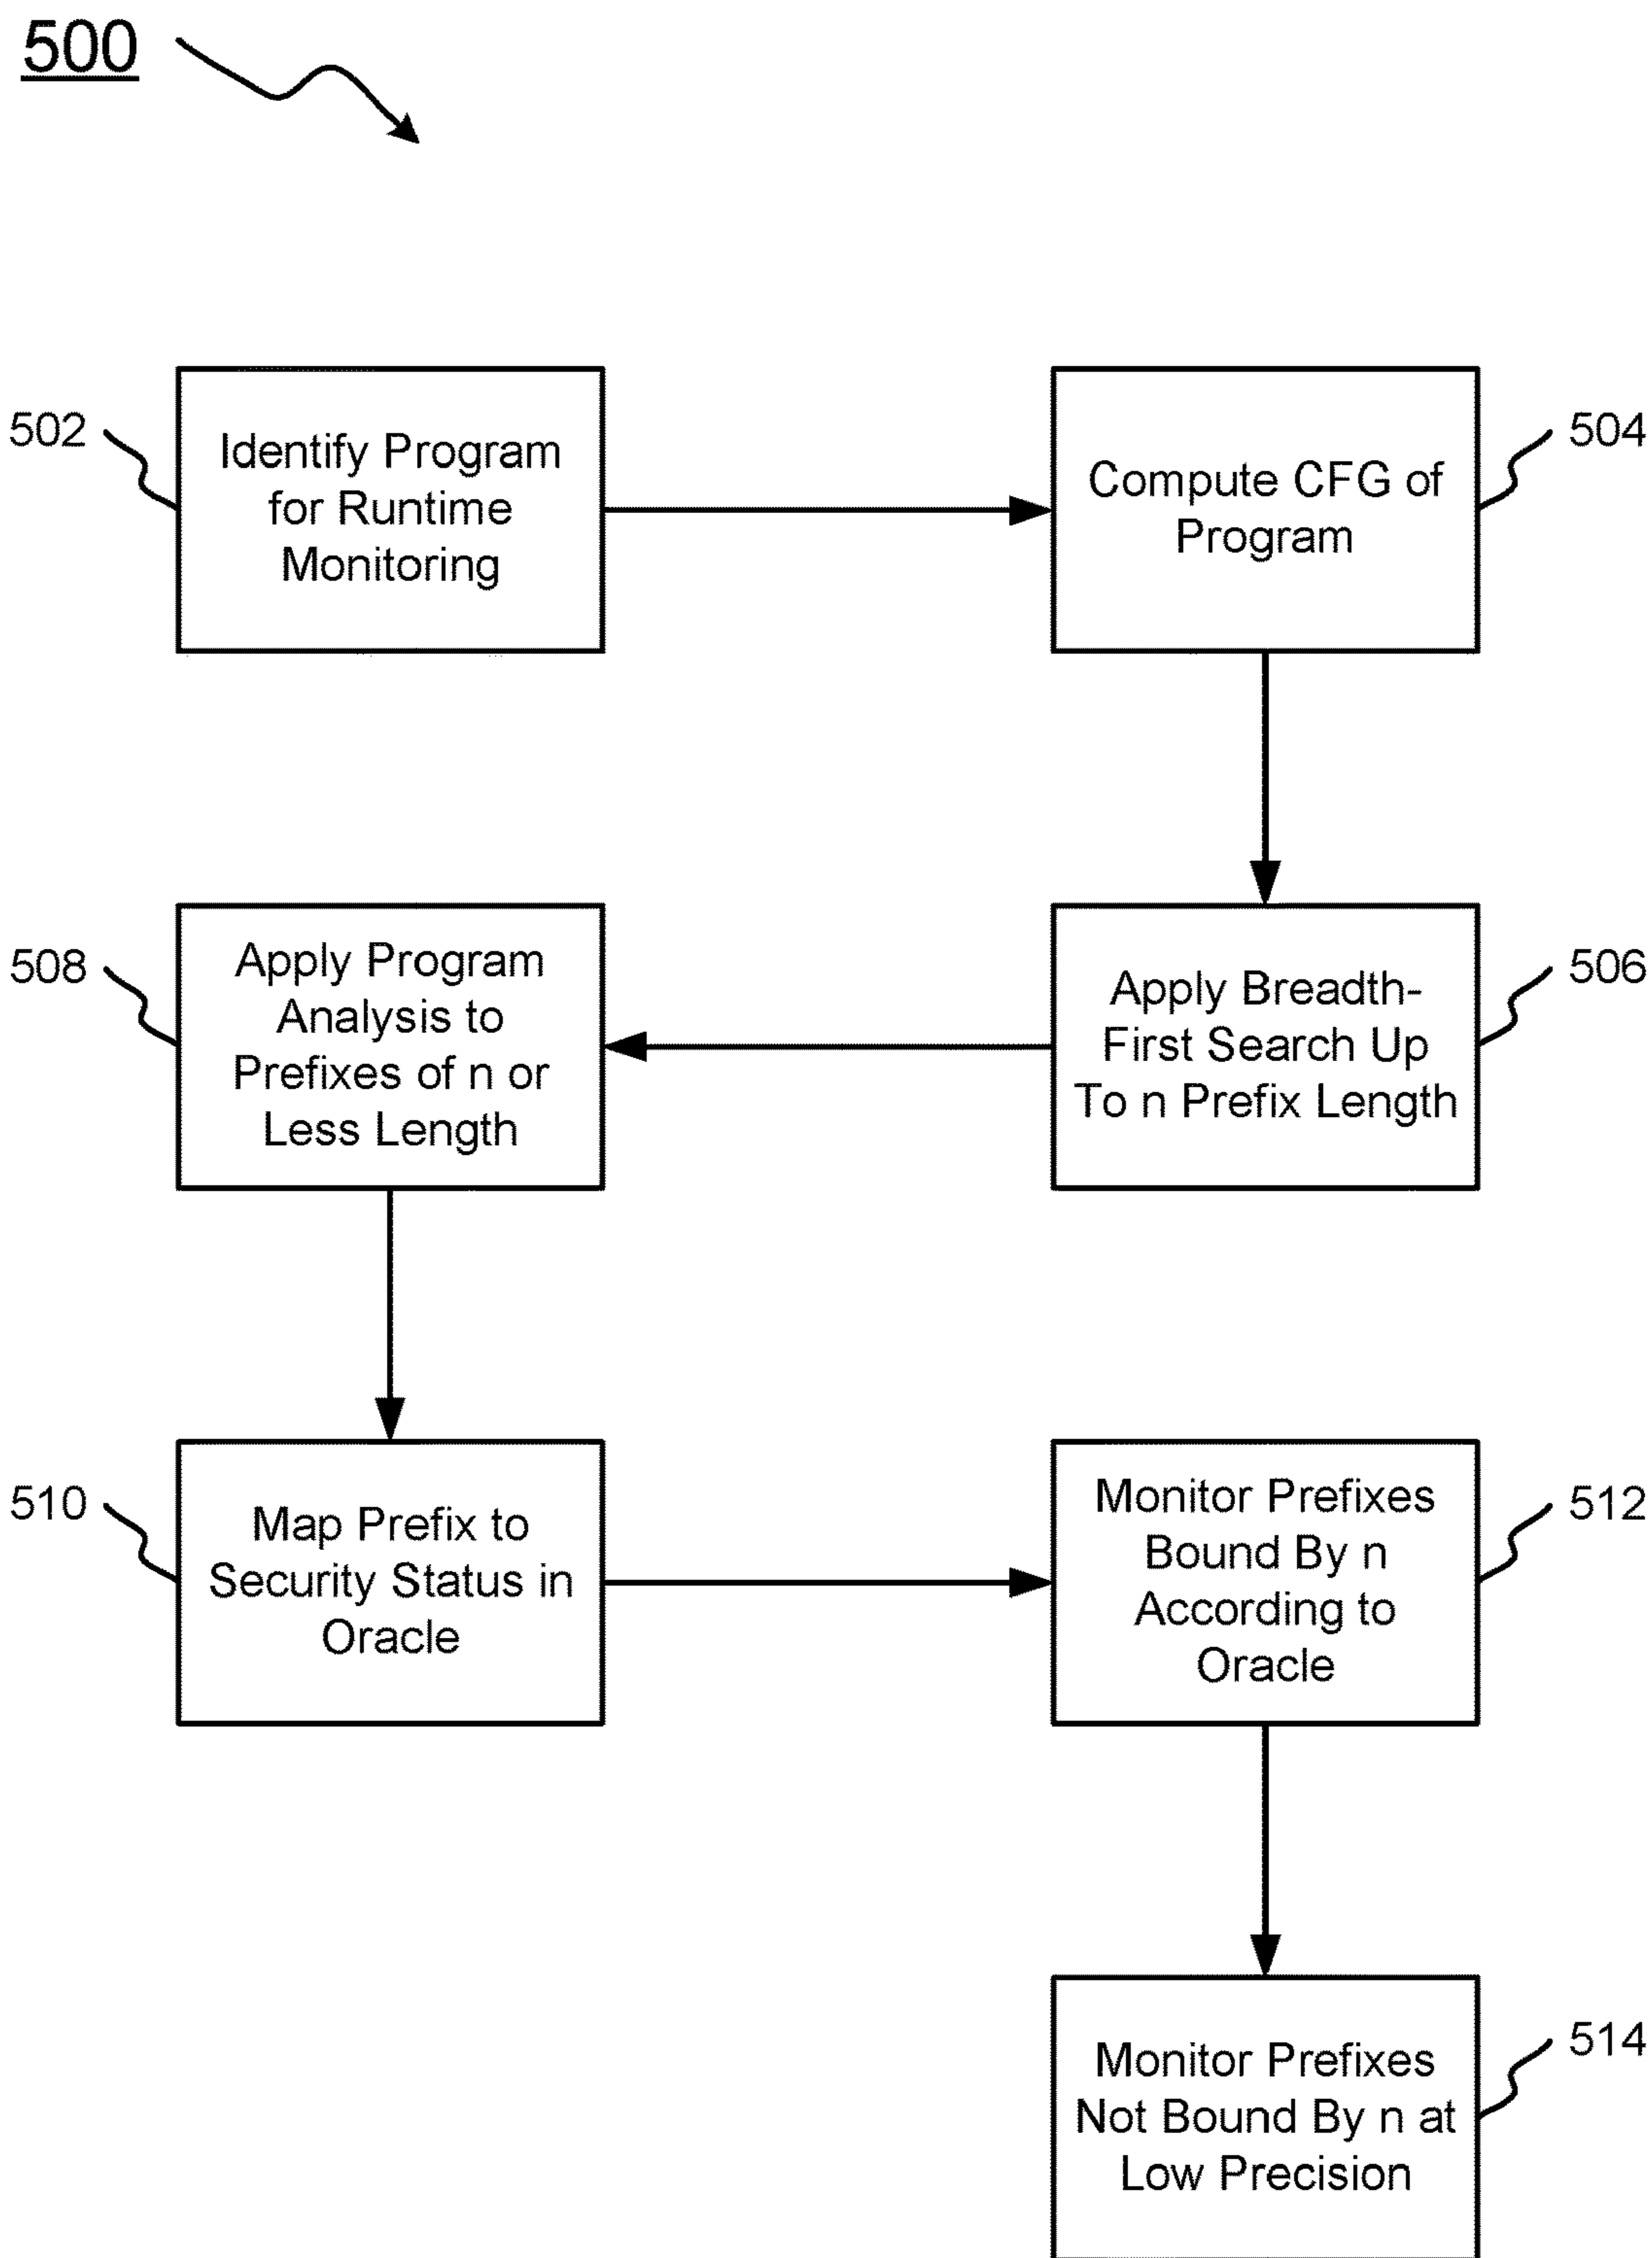 500
502
Identify Program
for Runtime
Monitoring
504
Compute CFG of
Program
506
Apply Breadth-
First Search Up
To n Prefix Length
508
Apply Program
Analysis to
Prefixes of n or
Less Length
510
Map Prefix to
Security Status in
Oracle
512
Monitor Prefixes
Bound By n
According to
Oracle
514
Monitor Prefixes
Not Bound By n at
Low Precision